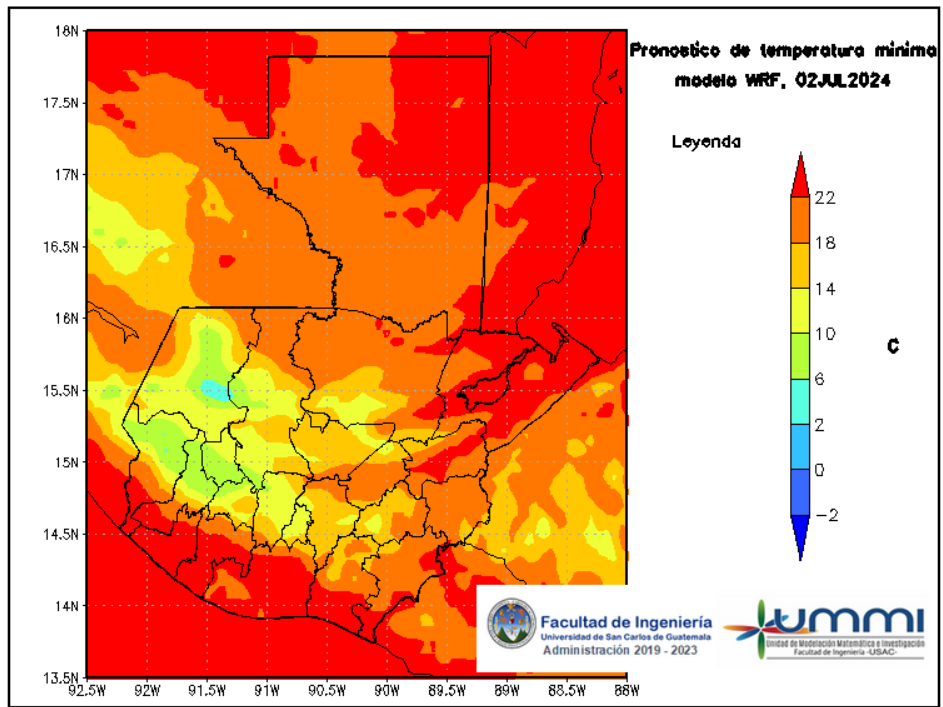 Pronostico de temperatura minima
modelo WRF, 02JUL2024
Leyenda
22
18
14
10
6
2
0
-2
C
18N
17.5N
17N
16.5N
16N
15.5N
15N
14.5N
14N
13.5N
92.5W
92W
91.5W
91W
90.5W
90W
89.5W
89W
88.5W
88W
Facultad de Ingeniería
Universidad de San Carlos de Guatemala
Administración 2019 - 2023
UMMI
Unidad de Modelación Matemática e Investigación
Facultad de Ingeniería -USAC-